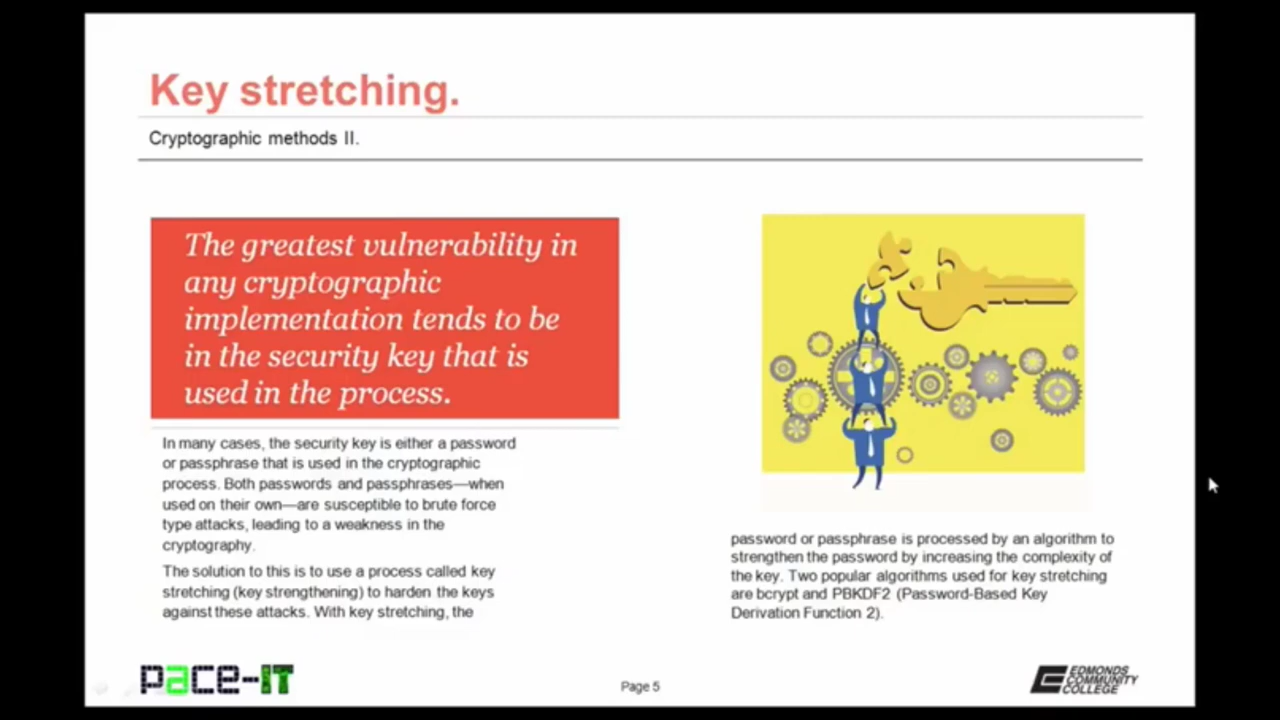 Key stretching.
Cryptographic methods II.
The greatest vulnerability in
any cryptographic
implementation tends to be
in the security key that is
used in the process.
In many cases, the security key is either a password
or passphrase that is used in the cryptographic
process. Both passwords and passphrases—when
used on their own—are susceptible to brute force
type attacks, leading to a weakness in the
cryptography.
The solution to this is to use a process called key
stretching (key strengthening) to harden the keys
against these attacks. With key stretching, the
password or passphrase is processed by an algorithm to
strengthen the password by increasing the complexity of
the key. Two popular algorithms used for key stretching
are bcrypt and PBKDF2 (Password-Based Key
Derivation Function 2).
pace-IT
Page 5
EDMONDS
COMMUNITY
COLLEGE